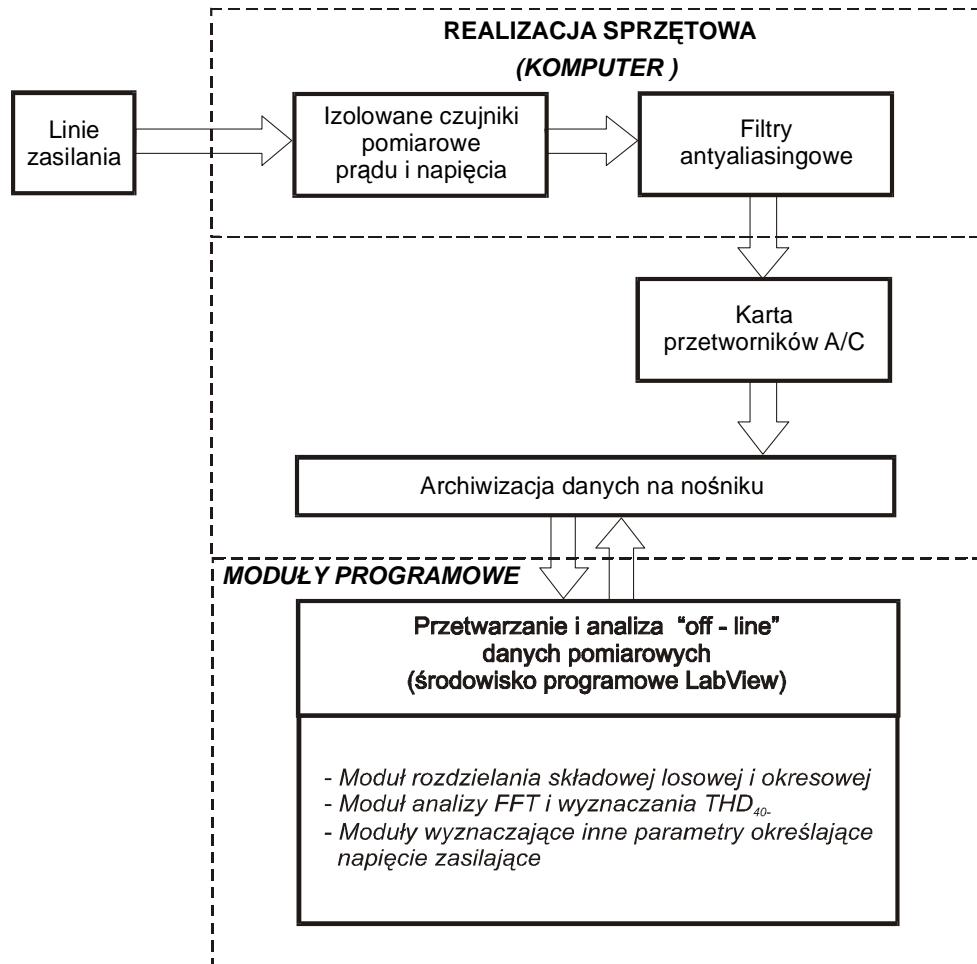 REALIZACJA SPRZĘTOWA
(KOMPUTER )
Linie
zasilania
Izolowane czujniki
pomiarowe
prądu i napięcia
Filtry
antyaliasingowe
Karta
przetworników A/C
Archiwizacja danych na nośniku
MODUŁY PROGRAMOWE
Przetwarzanie i analiza “off - line”
danych pomiarowych
(środowisko programowe LabView)
- Moduł rozdzielania składowej losowej i okresowej
- Moduł analizy FFT i wyznaczania THD40-
- Moduły wyznaczające inne parametry określające
napięcie zasilające